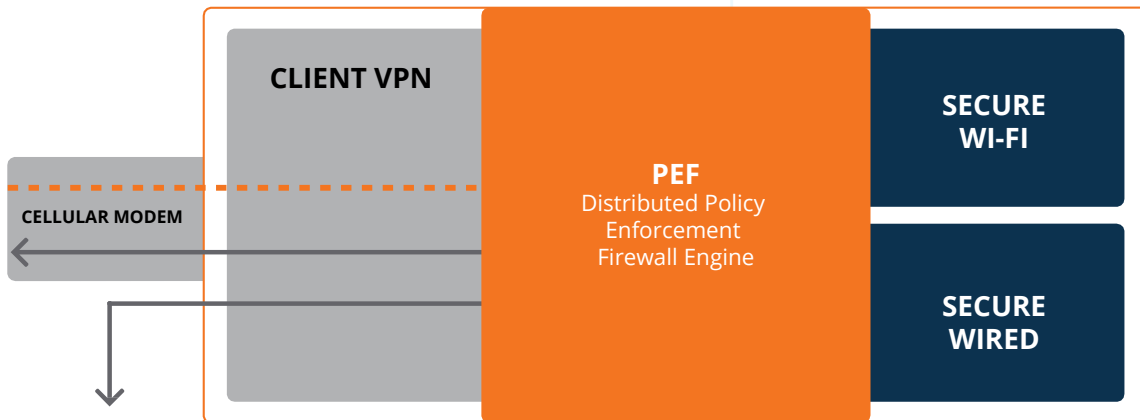 CLIENT VPN
CELLULAR MODEM
PEF
Distributed Policy
Enforcement
Firewall Engine
SECURE
WI-FI
SECURE
WIRED